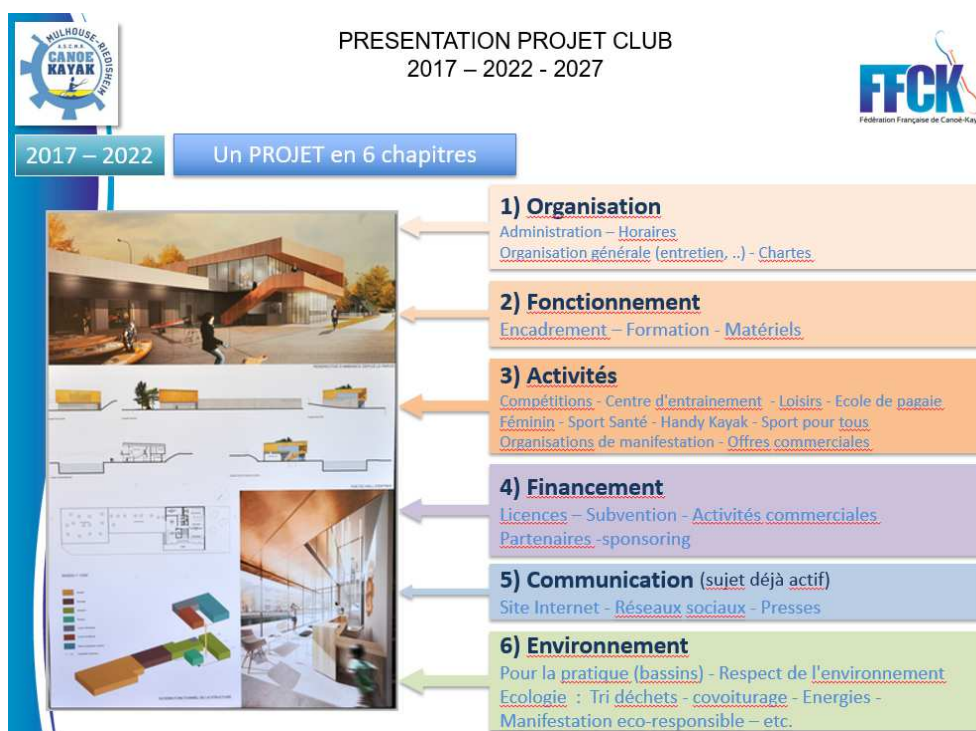 MULHOUSE-RIEDISHEIM
A.S.C.M.R.
CANOE
KAYAK
PRESENTATION PROJET CLUB
2017 – 2022 - 2027
FFCK
Fédération Française de Canoë-Kay
2017 – 2022
Un PROJET en 6 chapitres
1) Organisation
Administration – Horaires
Organisation générale (entretien, ..) - Chartes
2) Fonctionnement
Encadrement – Formation - Matériels
3) Activités
Compétitions - Centre d'entrainement - Loisirs - Ecole de pagaie
Féminin - Sport Santé - Handy Kayak - Sport pour tous
Organisations de manifestation - Offres commerciales
4) Financement
Licences – Subvention - Activités commerciales
Partenaires -sponsoring
5) Communication (sujet déjà actif)
Site Internet - Réseaux sociaux - Presses
6) Environnement
Pour la pratique (bassins) - Respect de l'environnement
Ecologie : Tri déchets - covoiturage - Energies -
Manifestation eco-responsible – etc.